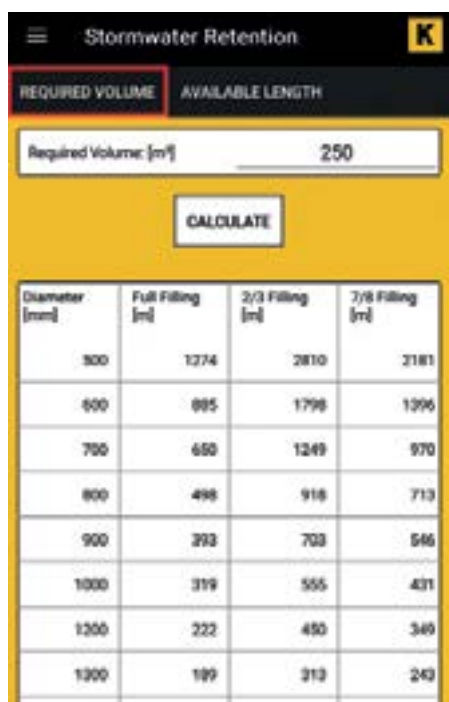 Stormwater Retention K
REQUIRED VOLUME AVAILABLE LENGTH
Required Volume: [m³] 250
CALCULATE
Diameter [mm] Full Filling [m] 2/3 Filling [m] 7/8 Filling [m]
500 1274 2810 2181
600 885 1798 1396
700 650 1249 970
800 498 918 713
900 393 703 546
1000 319 555 431
1200 222 450 349
1300 189 313 243